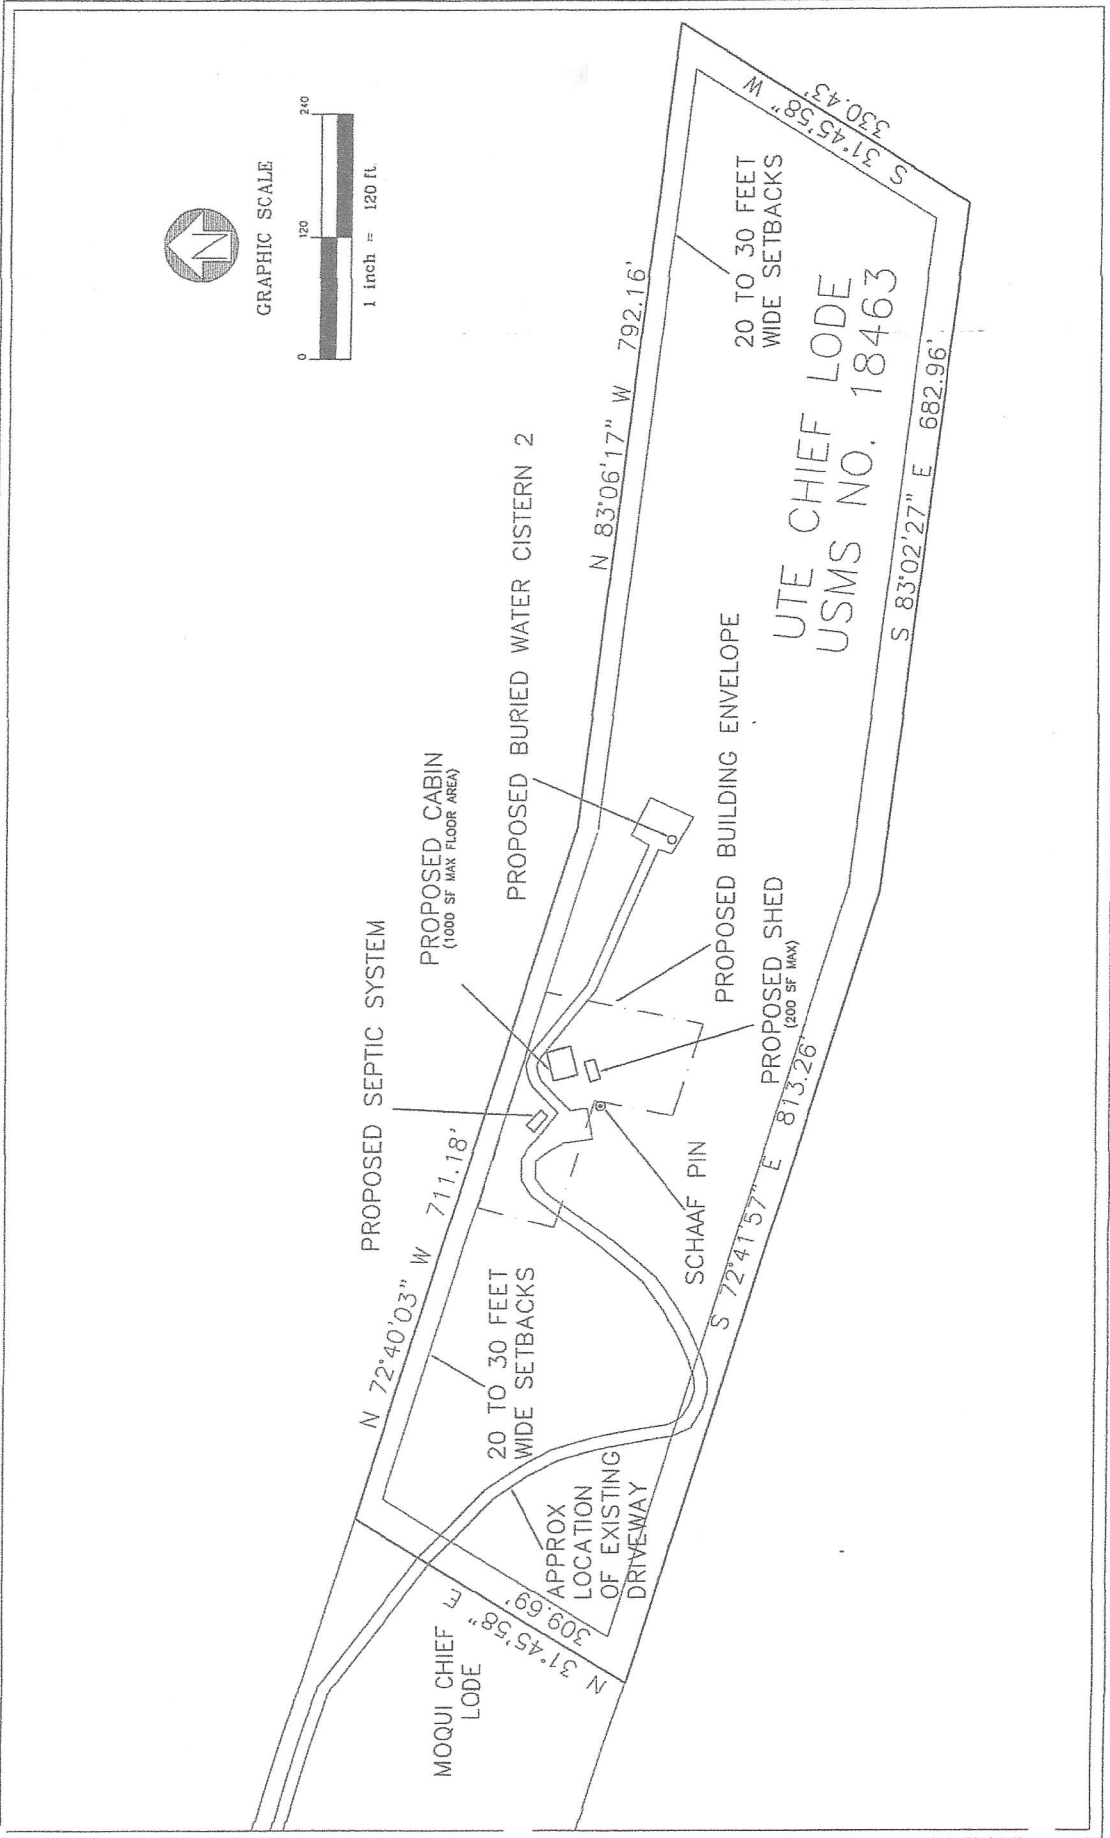 N
GRAPHIC SCALE
0 120 240
1 inch = 120 ft.
PROPOSED SEPTIC SYSTEM
PROPOSED CABIN
(1000 SF MAX FLOOR AREA)
PROPOSED BURIED WATER CISTERN 2
N 72°40'03" W 711.18'
N 83°06'17" W 792.16'
20 TO 30 FEET
WIDE SETBACKS
20 TO 30 FEET
WIDE SETBACKS
S 31°45'58" W
330.43'
MOQUI CHIEF
LODE
N 31°45'58" E
309.69'
APPROX
LOCATION
OF EXISTING
DRIVEWAY
SCHAAF PIN
PROPOSED BUILDING ENVELOPE
PROPOSED SHED
(200 SF MAX)
UTE CHIEF LODE
USMS NO. 18463
S 72°41'57" E 813.26'
S 83°02'27" E 682.96'